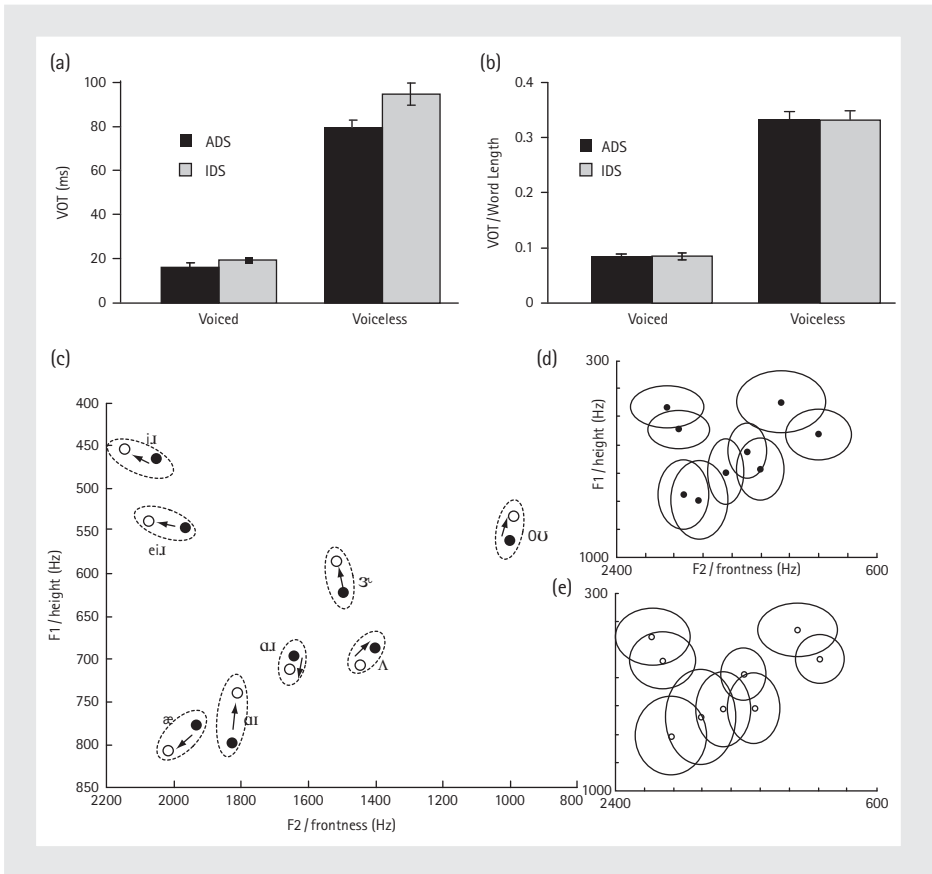 (a)
100
80
60
40
20
0
VOT (ms)
ADS
IDS
Voiced
Voiceless
(b)
0.4
0.3
0.2
0.1
0
VOT/Word Length
ADS
IDS
Voiced
Voiceless
(c)
400
450
500
550
600
650
700
750
800
850
F1/height (Hz)
iɹ
eiɹ
oʊ
ɝ
ɑɪ
ʌ
æ
ɑɪ
2200
2000
1800
1600
1400
1200
1000
800
F2/frontness (Hz)
(d)
300
F1/height (Hz)
1000
2400
F2/frontness (Hz)
600
(e)
300
1000
2400
600